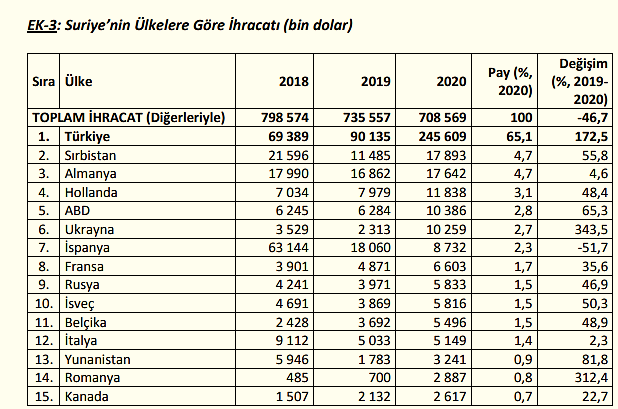 EK-3: Suriye’nin Ülkelere Göre İhracatı (bin dolar)
Sıra Ülke 2018 2019 2020 Pay (%, 2020) Değişim (%, 2019-2020)
TOPLAM İHRACAT (Diğerleriyle) 798 574 735 557 708 569 100 -46,7
1. Türkiye 69 389 90 135 245 609 65,1 172,5
2. Sırbistan 21 596 11 485 17 893 4,7 55,8
3. Almanya 17 990 16 862 17 642 4,7 4,6
4. Hollanda 7 034 7 979 11 838 3,1 48,4
5. ABD 6 245 6 284 10 386 2,8 65,3
6. Ukrayna 3 529 2 313 10 259 2,7 343,5
7. İspanya 63 144 18 060 8 732 2,3 -51,7
8. Fransa 3 901 4 871 6 603 1,7 35,6
9. Rusya 4 241 3 971 5 833 1,5 46,9
10. İsveç 4 691 3 869 5 816 1,5 50,3
11. Belçika 2 428 3 692 5 496 1,5 48,9
12. İtalya 9 112 5 033 5 149 1,4 2,3
13. Yunanistan 5 946 1 783 3 241 0,9 81,8
14. Romanya 485 700 2 887 0,8 312,4
15. Kanada 1 507 2 132 2 617 0,7 22,7